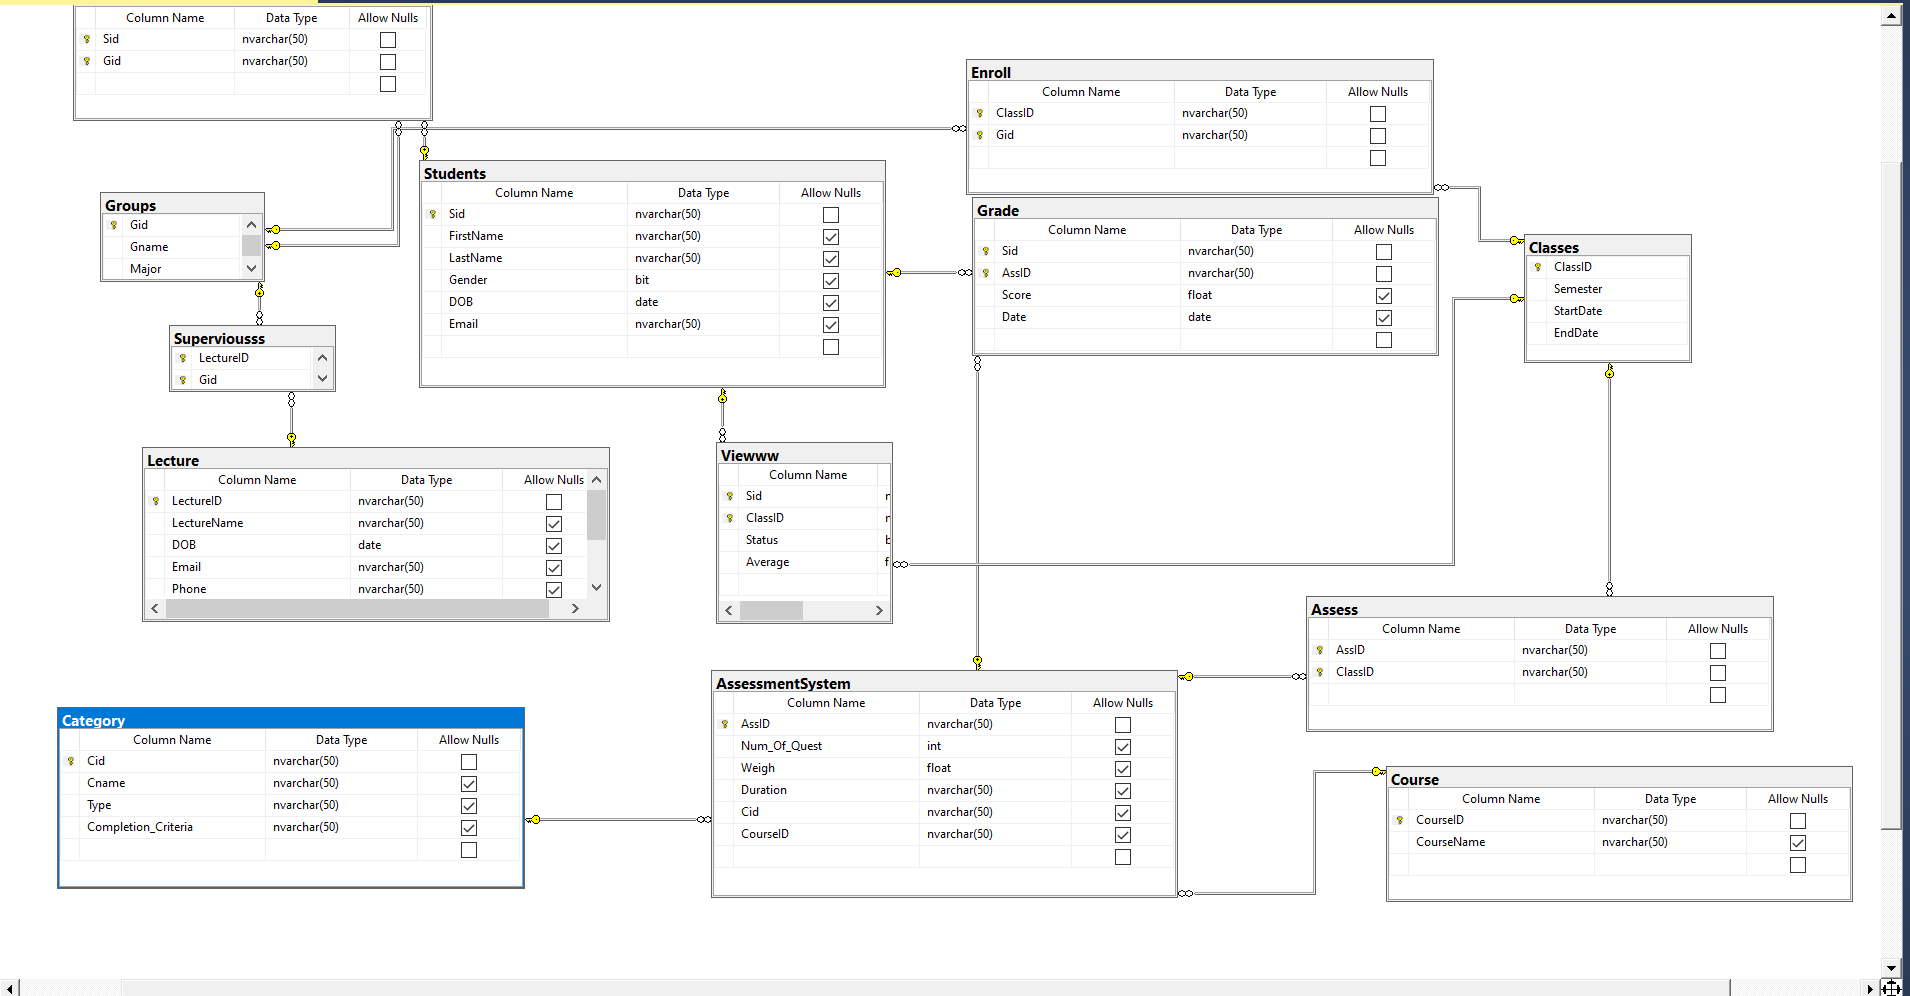 Column Name Data Type Allow Nulls
Sid nvarchar(50)
Gid nvarchar(50)
Enroll
Column Name Data Type Allow Nulls
ClassID nvarchar(50)
Gid nvarchar(50)
Students
Column Name Data Type Allow Nulls
Sid nvarchar(50)
FirstName nvarchar(50)
LastName nvarchar(50)
Gender bit
DOB date
Email nvarchar(50)
Groups
Gid
Gname
Major
Grade
Column Name Data Type Allow Nulls
Sid nvarchar(50)
AssID nvarchar(50)
Score float
Date date
Classes
ClassID
Semester
StartDate
EndDate
Superviousss
LectureID
Gid
Lecture
Column Name Data Type Allow Nulls
LectureID nvarchar(50)
LectureName nvarchar(50)
DOB date
Email nvarchar(50)
Phone nvarchar(50)
Viewww
Column Name
Sid
ClassID
Status
Average
Assess
Column Name Data Type Allow Nulls
AssID nvarchar(50)
ClassID nvarchar(50)
AssessmentSystem
Column Name Data Type Allow Nulls
AssID nvarchar(50)
Num_Of_Quest int
Weigh float
Duration nvarchar(50)
Cid nvarchar(50)
CourseID nvarchar(50)
Category
Column Name Data Type Allow Nulls
Cid nvarchar(50)
Cname nvarchar(50)
Type nvarchar(50)
Completion_Criteria nvarchar(50)
Course
Column Name Data Type Allow Nulls
CourseID nvarchar(50)
CourseName nvarchar(50)